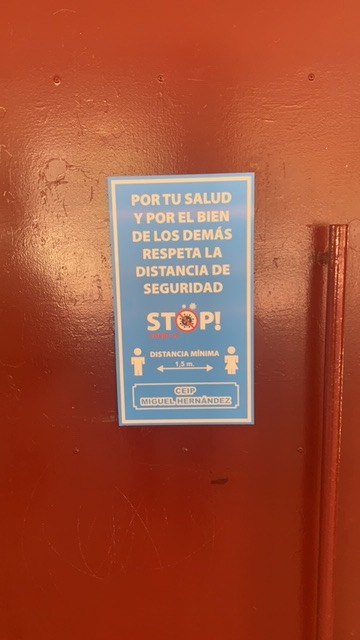 POR TU SALUD
Y POR EL BIEN
DE LOS DEMÁS
RESPETA LA
DISTANCIA DE
SEGURIDAD
STÖP!
DISTANCIA MÍNIMA
1,5 m.
CEIP
MIGUEL HERNÁNDEZ